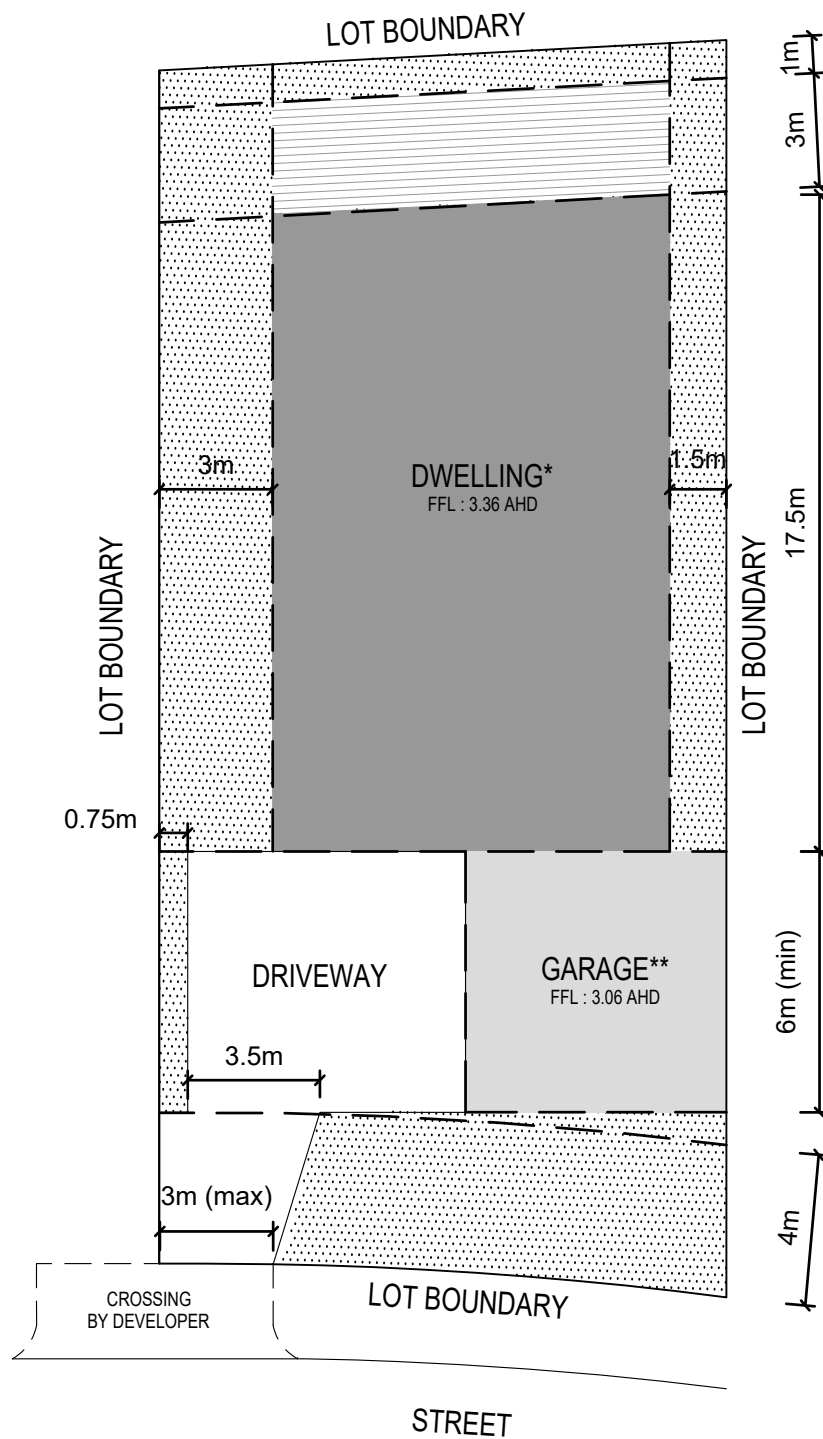 LOT BOUNDARY
1m
3m
17.5m
3m
DWELLING*
FFL : 3.36 AHD
1.5m
LOT BOUNDARY
LOT BOUNDARY
0.75m
DRIVEWAY
GARAGE**
FFL : 3.06 AHD
6m (min)
3.5m
3m (max)
4m
CROSSING
BY DEVELOPER
LOT BOUNDARY
STREET